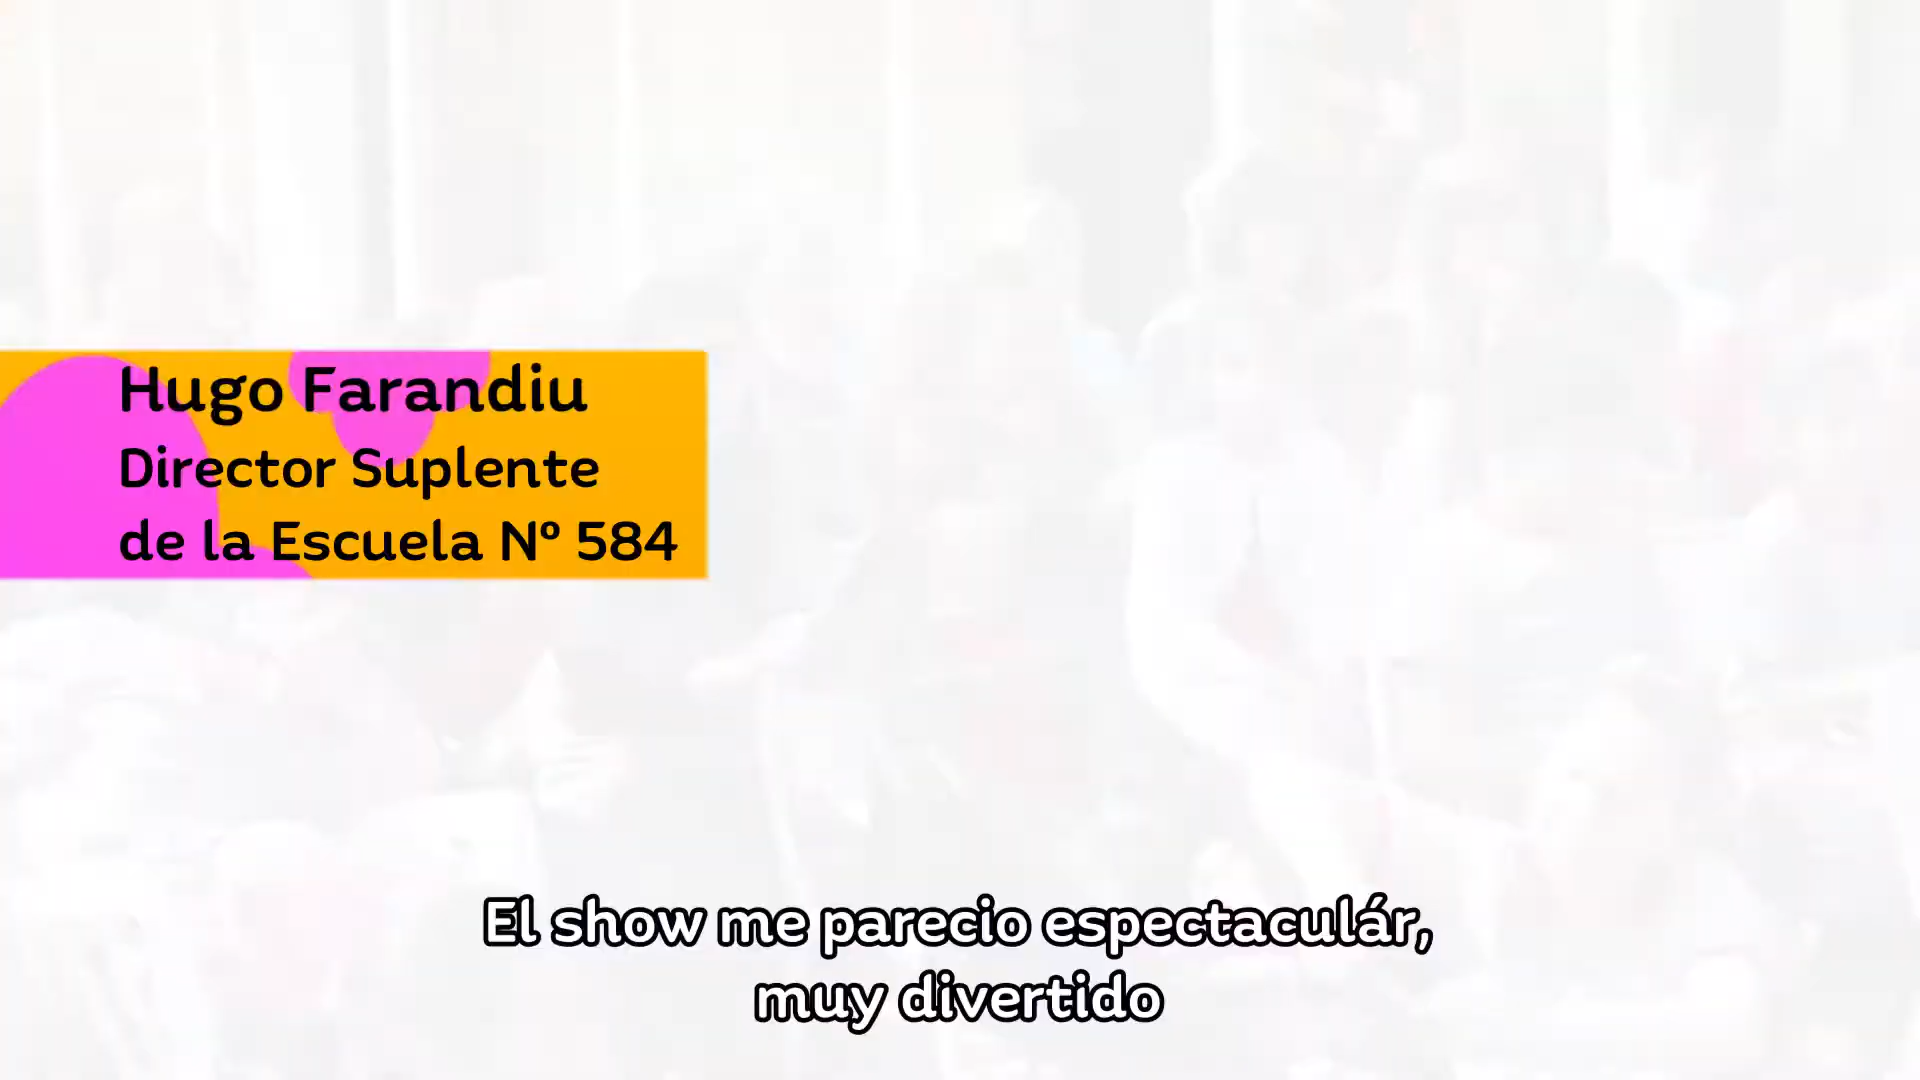 Hugo Farandiu
Director Suplente
de la Escuela Nº 584
El show me parecio espectaculár,
muy divertido